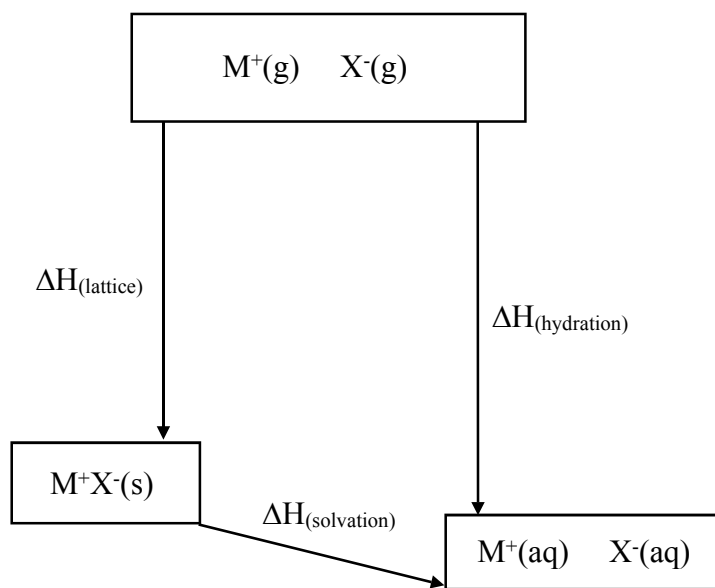 M⁺(g) X⁻(g)
ΔH(lattice)
ΔH(hydration)
M⁺X⁻(s)
ΔH(solvation)
M⁺(aq) X⁻(aq)